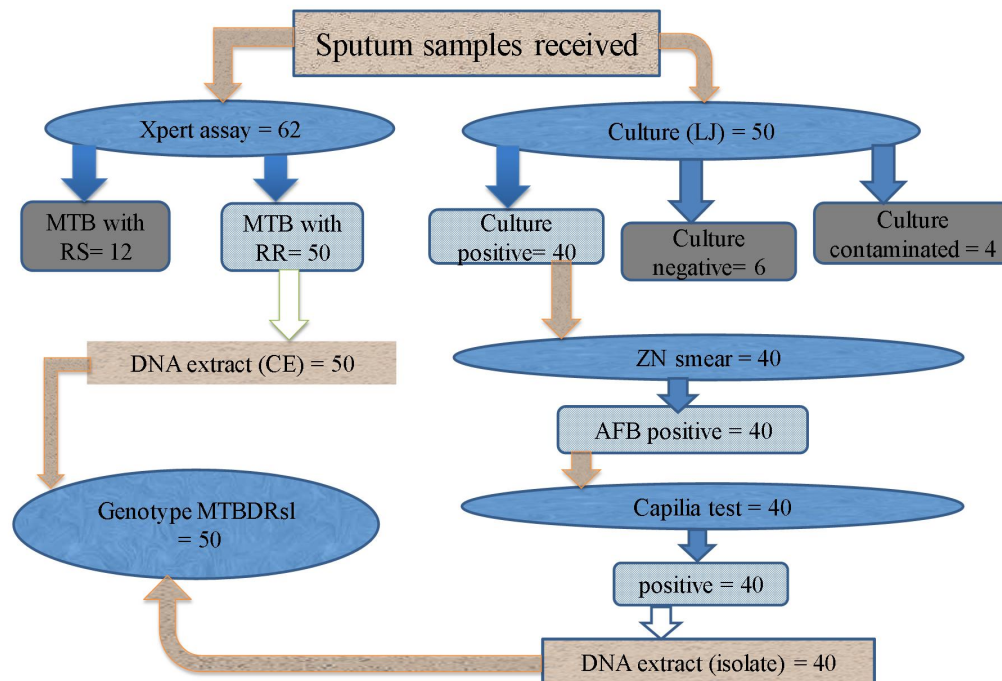 Sputum samples received
Xpert assay = 62
Culture (LJ) = 50
MTB with
RS= 12
MTB with
RR= 50
Culture
positive= 40
Culture
negative= 6
Culture
contaminated = 4
DNA extract (CE) = 50
ZN smear = 40
AFB positive = 40
Genotype MTBDRsl
= 50
Capilia test = 40
positive = 40
DNA extract (isolate) = 40